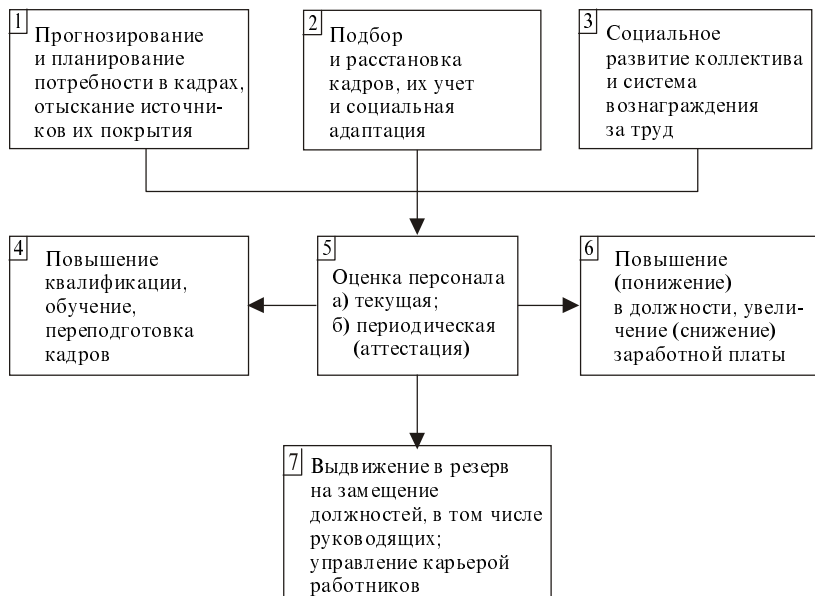 1
Прогнозирование
и планирование
потребности в кадрах,
отыскание источни-
ков их покрытия
2
Подбор
и расстановка
кадров, их учет
и социальная
адаптация
3
Социальное
развитие коллектива
и система
вознаграждения
за труд
4
Повышение
квалификации,
обучение,
переподготовка
кадров
5
Оценка персонала
а) текущая;
б) периодическая
(аттестация)
6
Повышение
(понижение)
в должности, увели-
чение (снижение)
заработной платы
7
Выдвижение в резерв
на замещение
должностей, в том числе
руководящих;
управление карьерой
работников